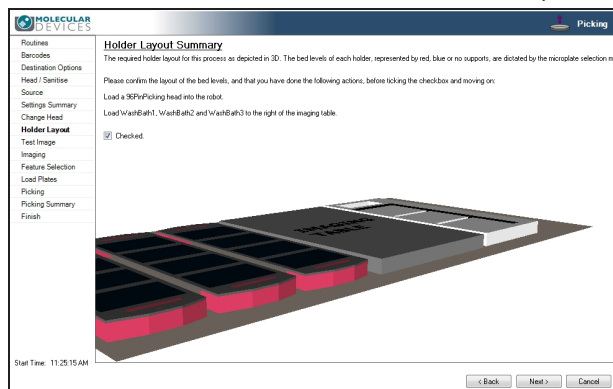 MOLECULAR
DEVICES
Picking
Routines
Barcodes
Destination Options
Head / Sanitise
Source
Settings Summary
Change Head
Holder Layout
Test Image
Imaging
Feature Selection
Load Plates
Picking
Picking Summary
Finish
Start Time: 11:25:15 AM
Holder Layout Summary
The required holder layout for this process as depicted in 3D. The bed levels of each holder, represented by red, blue or no supports, are dictated by the microplate selection m
Please confirm the layout of the bed levels, and that you have done the following actions, before ticking the checkbox and moving on:
Load a 96PinPicking head into the robot.
Load WashBath1, WashBath2 and WashBath3 to the right of the imaging table.
Checked.
IMAGING
TABLE
< Back Next > Cancel